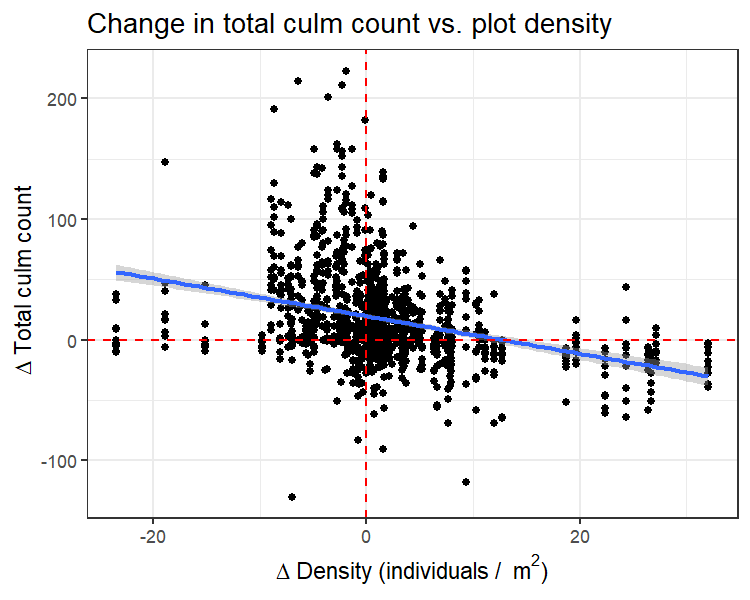 Change in total culm count vs. plot density
200
100
0
-100
Δ Total culm count
-20 0 20
Δ Density (individuals / m²)